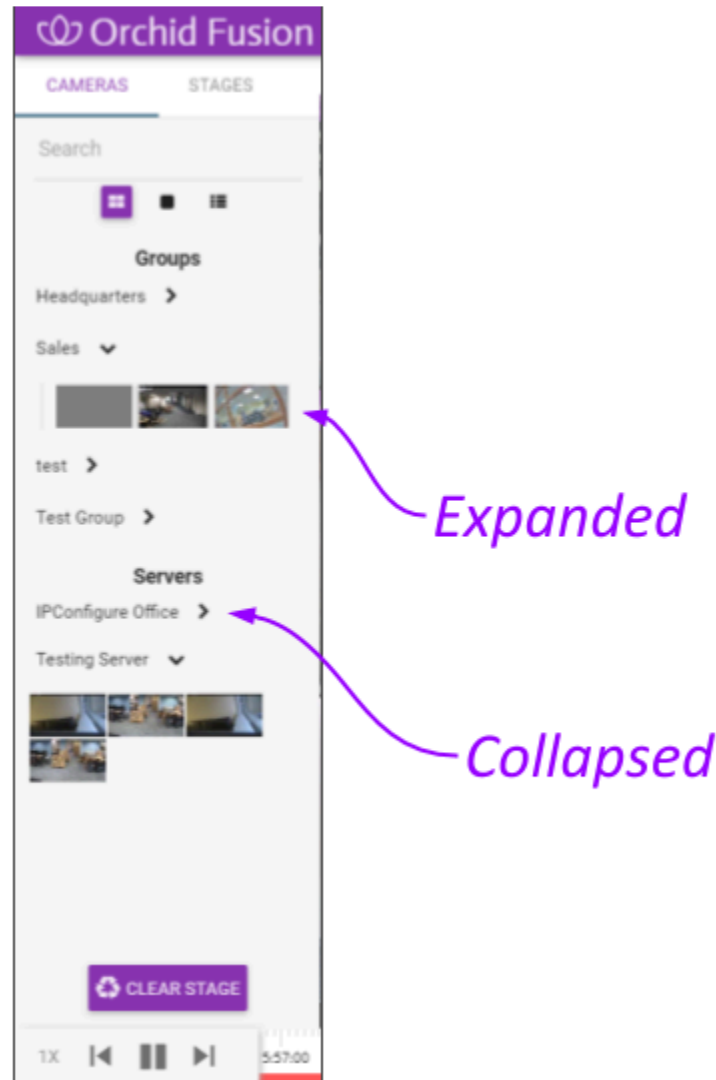 Orchid Fusion
CAMERAS STAGES
Search
Groups
Headquarters
Sales
Expanded
test
Test Group
Servers
IPConfigure Office
Testing Server
Collapsed
CLEAR STAGE
1X 5:57:00